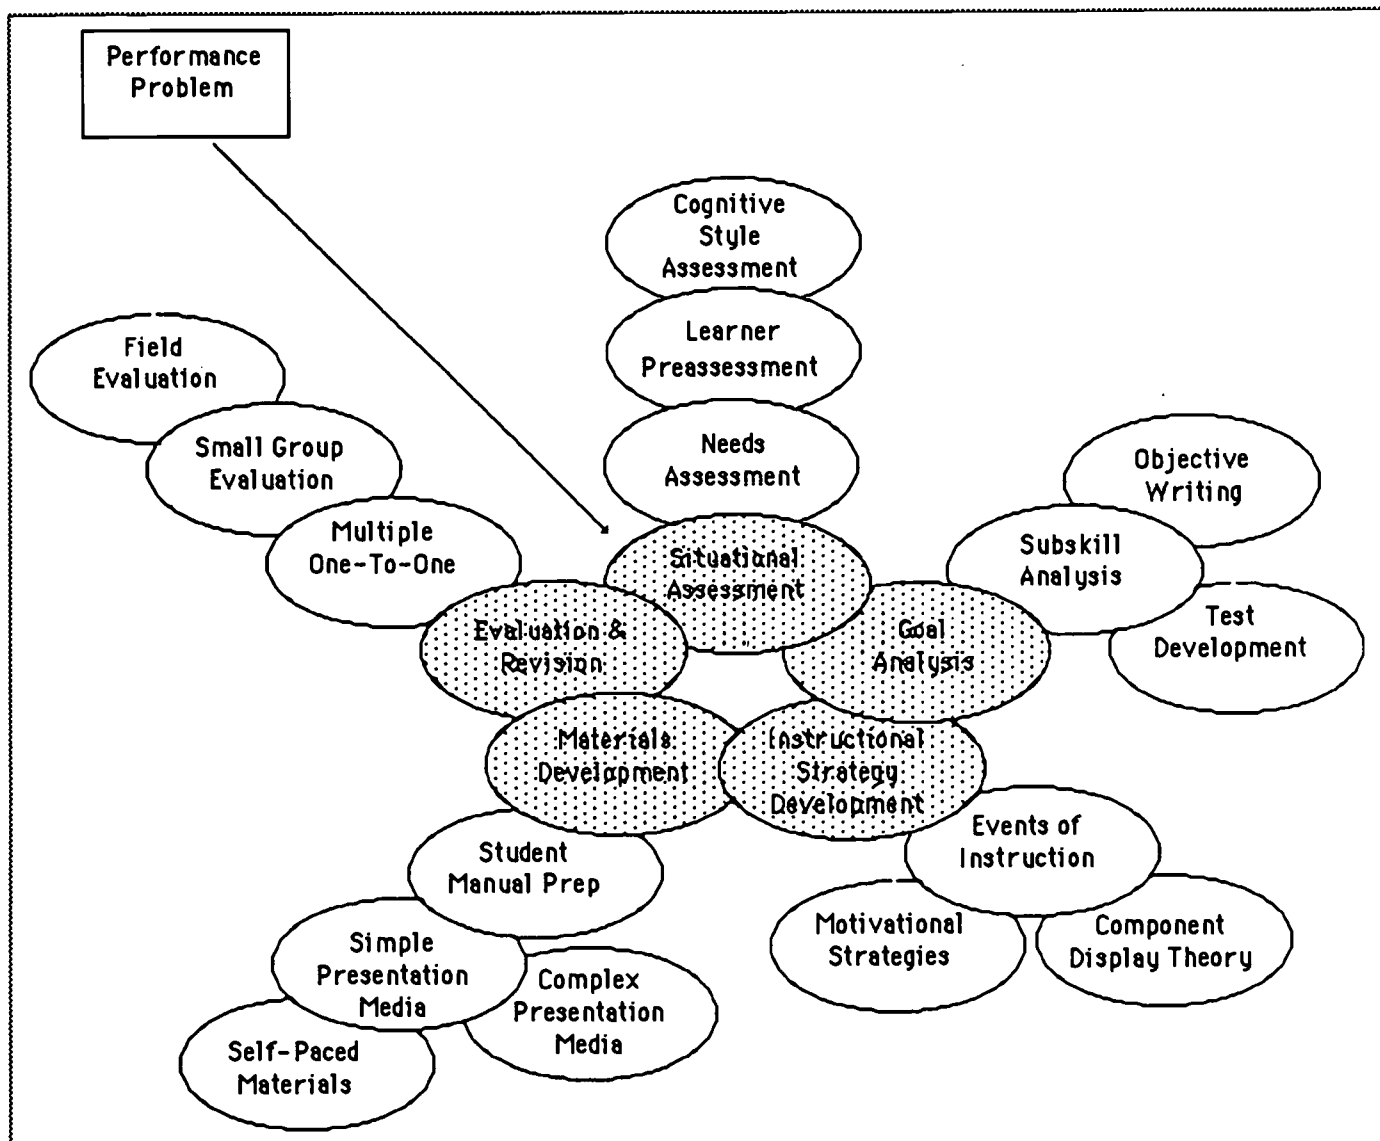 Performance
Problem
Cognitive
Style
Assessment
Learner
Preassessment
Needs
Assessment
Situational
Assessment
Field
Evaluation
Small Group
Evaluation
Multiple
One-To-One
Evaluation &
Revision
Goal
Analysis
Subskill
Analysis
Objective
Writing
Test
Development
Materials
Development
Instructional
Strategy
Development
Events of
Instruction
Motivational
Strategies
Component
Display Theory
Student
Manual Prep
Simple
Presentation
Media
Complex
Presentation
Media
Self-Paced
Materials